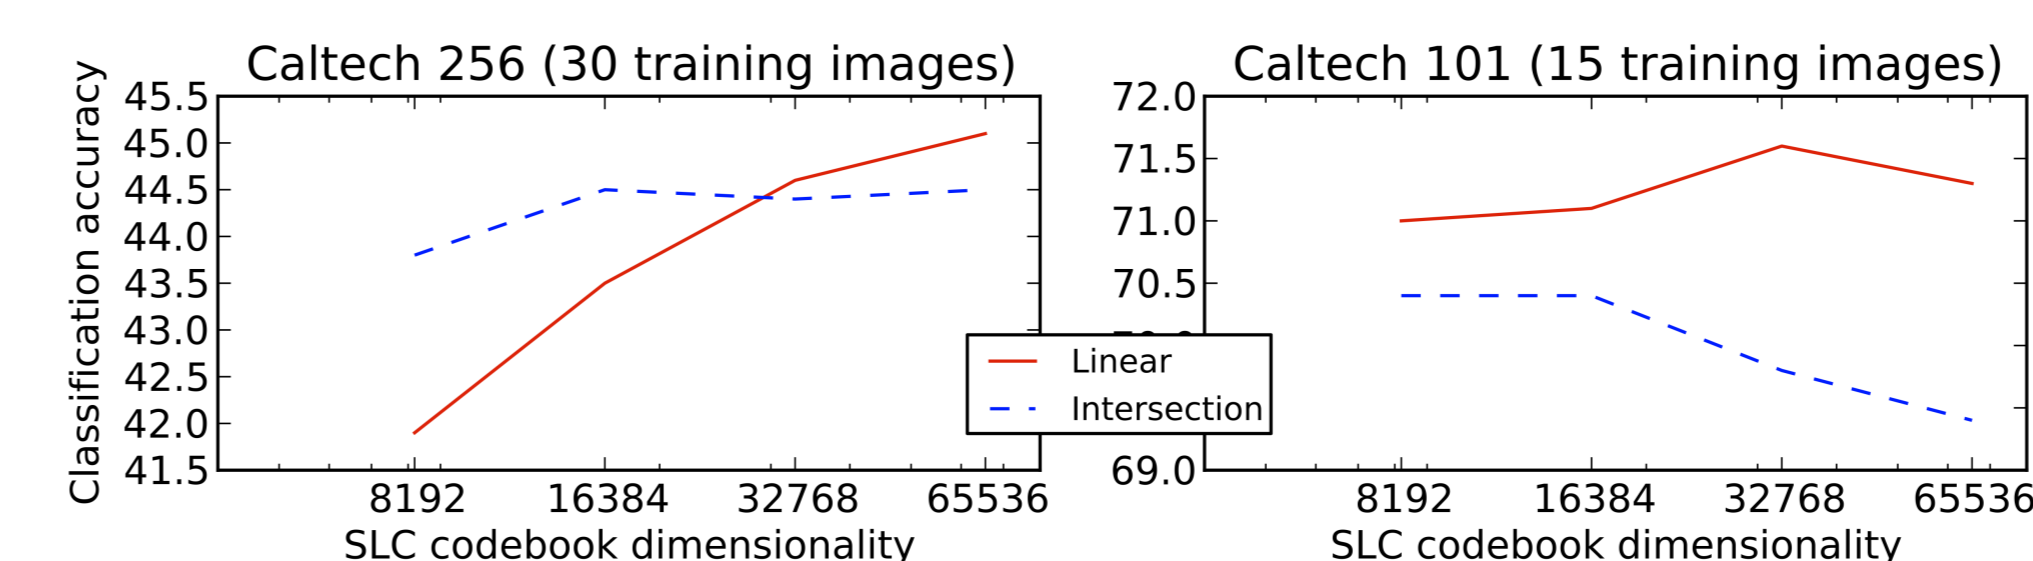 Caltech 256 (30 training images)
Classification accuracy
45.5
45.0
44.5
44.0
43.5
43.0
42.5
42.0
41.5
8192 16384 32768 65536
SLC codebook dimensionality
Caltech 101 (15 training images)
72.0
71.5
71.0
70.5
69.0
8192 16384 32768 65536
SLC codebook dimensionality
Linear
Intersection